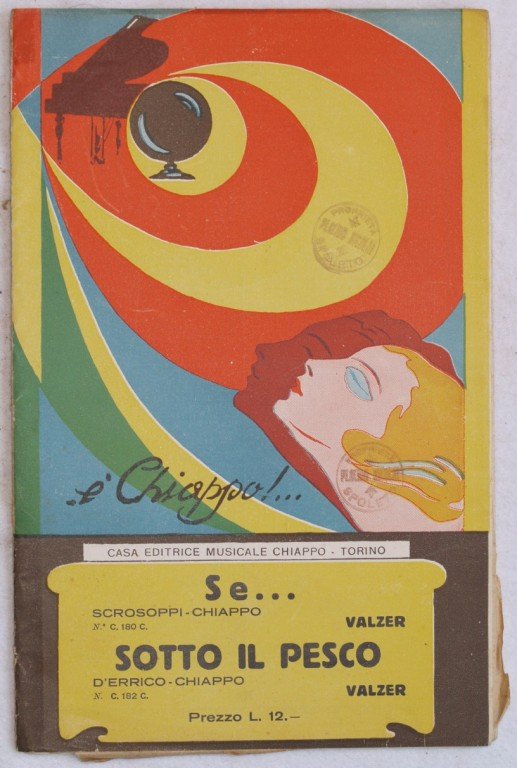 ..è Chiappo!...
CASA EDITRICE MUSICALE CHIAPPO - TORINO
Se...
SCROSOPPI-CHIAPPO
N.° C. 180 C.
VALZER
SOTTO IL PESCO
D'ERRICO-CHIAPPO
N. C. 182 C.
VALZER
Prezzo L. 12.—